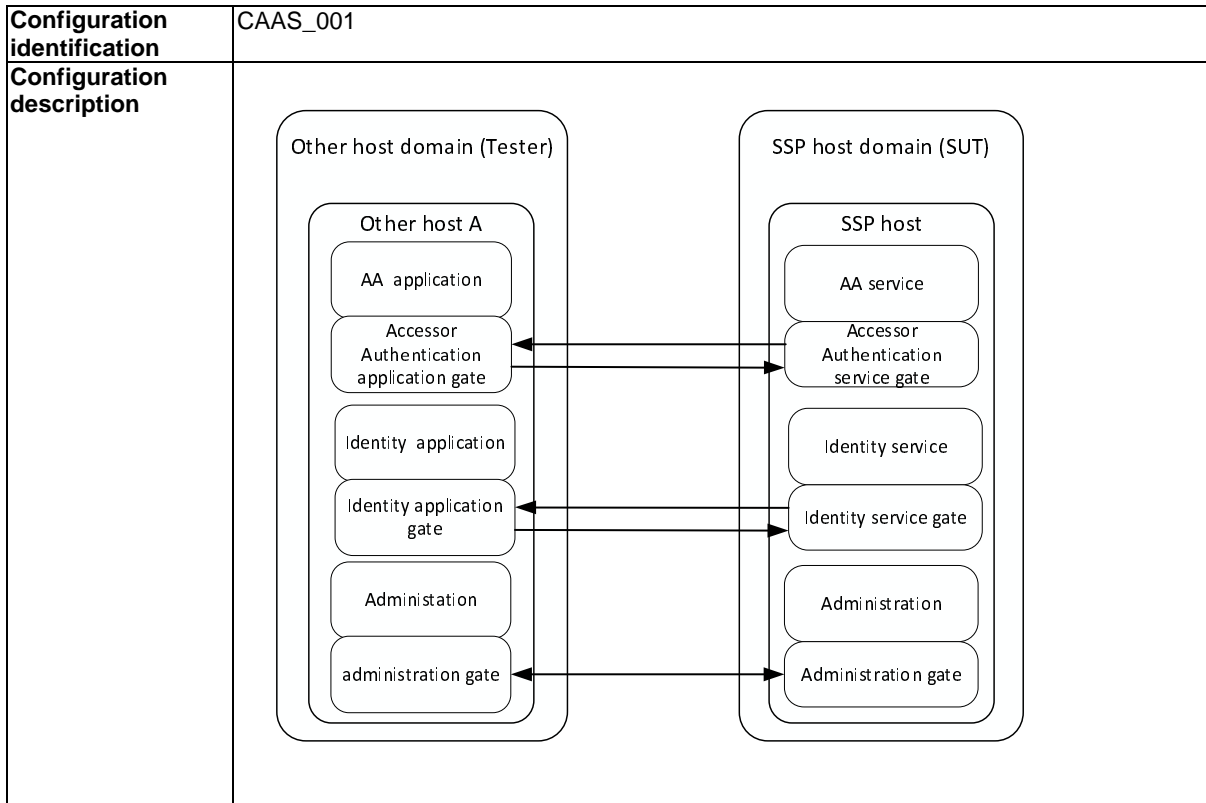 Configuration
identification
CAAS_001
Configuration
description
Other host domain (Tester)
Other host A
AA application
Accessor
Authentication
application gate
Identity application
Identity application
gate
Administation
administration gate
SSP host domain (SUT)
SSP host
AA service
Accessor
Authentication
service gate
Identity service
Identity service gate
Administration
Administration gate